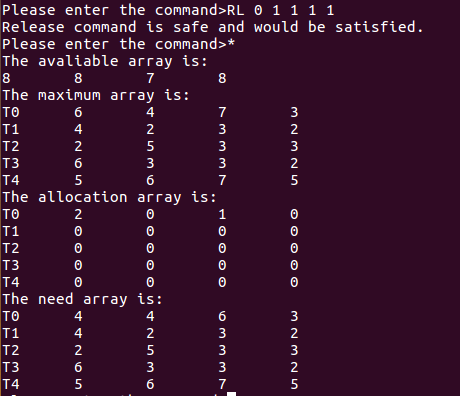 Please enter the command>RL 0 1 1 1 1
Release command is safe and would be satisfied.
Please enter the command>*
The avaliable array is:
8 8 7 8
The maximum array is:
T0 6 4 7 3
T1 4 2 3 2
T2 2 5 3 3
T3 6 3 3 2
T4 5 6 7 5
The allocation array is:
T0 2 0 1 0
T1 0 0 0 0
T2 0 0 0 0
T3 0 0 0 0
T4 0 0 0 0
The need array is:
T0 4 4 6 3
T1 4 2 3 2
T2 2 5 3 3
T3 6 3 3 2
T4 5 6 7 5